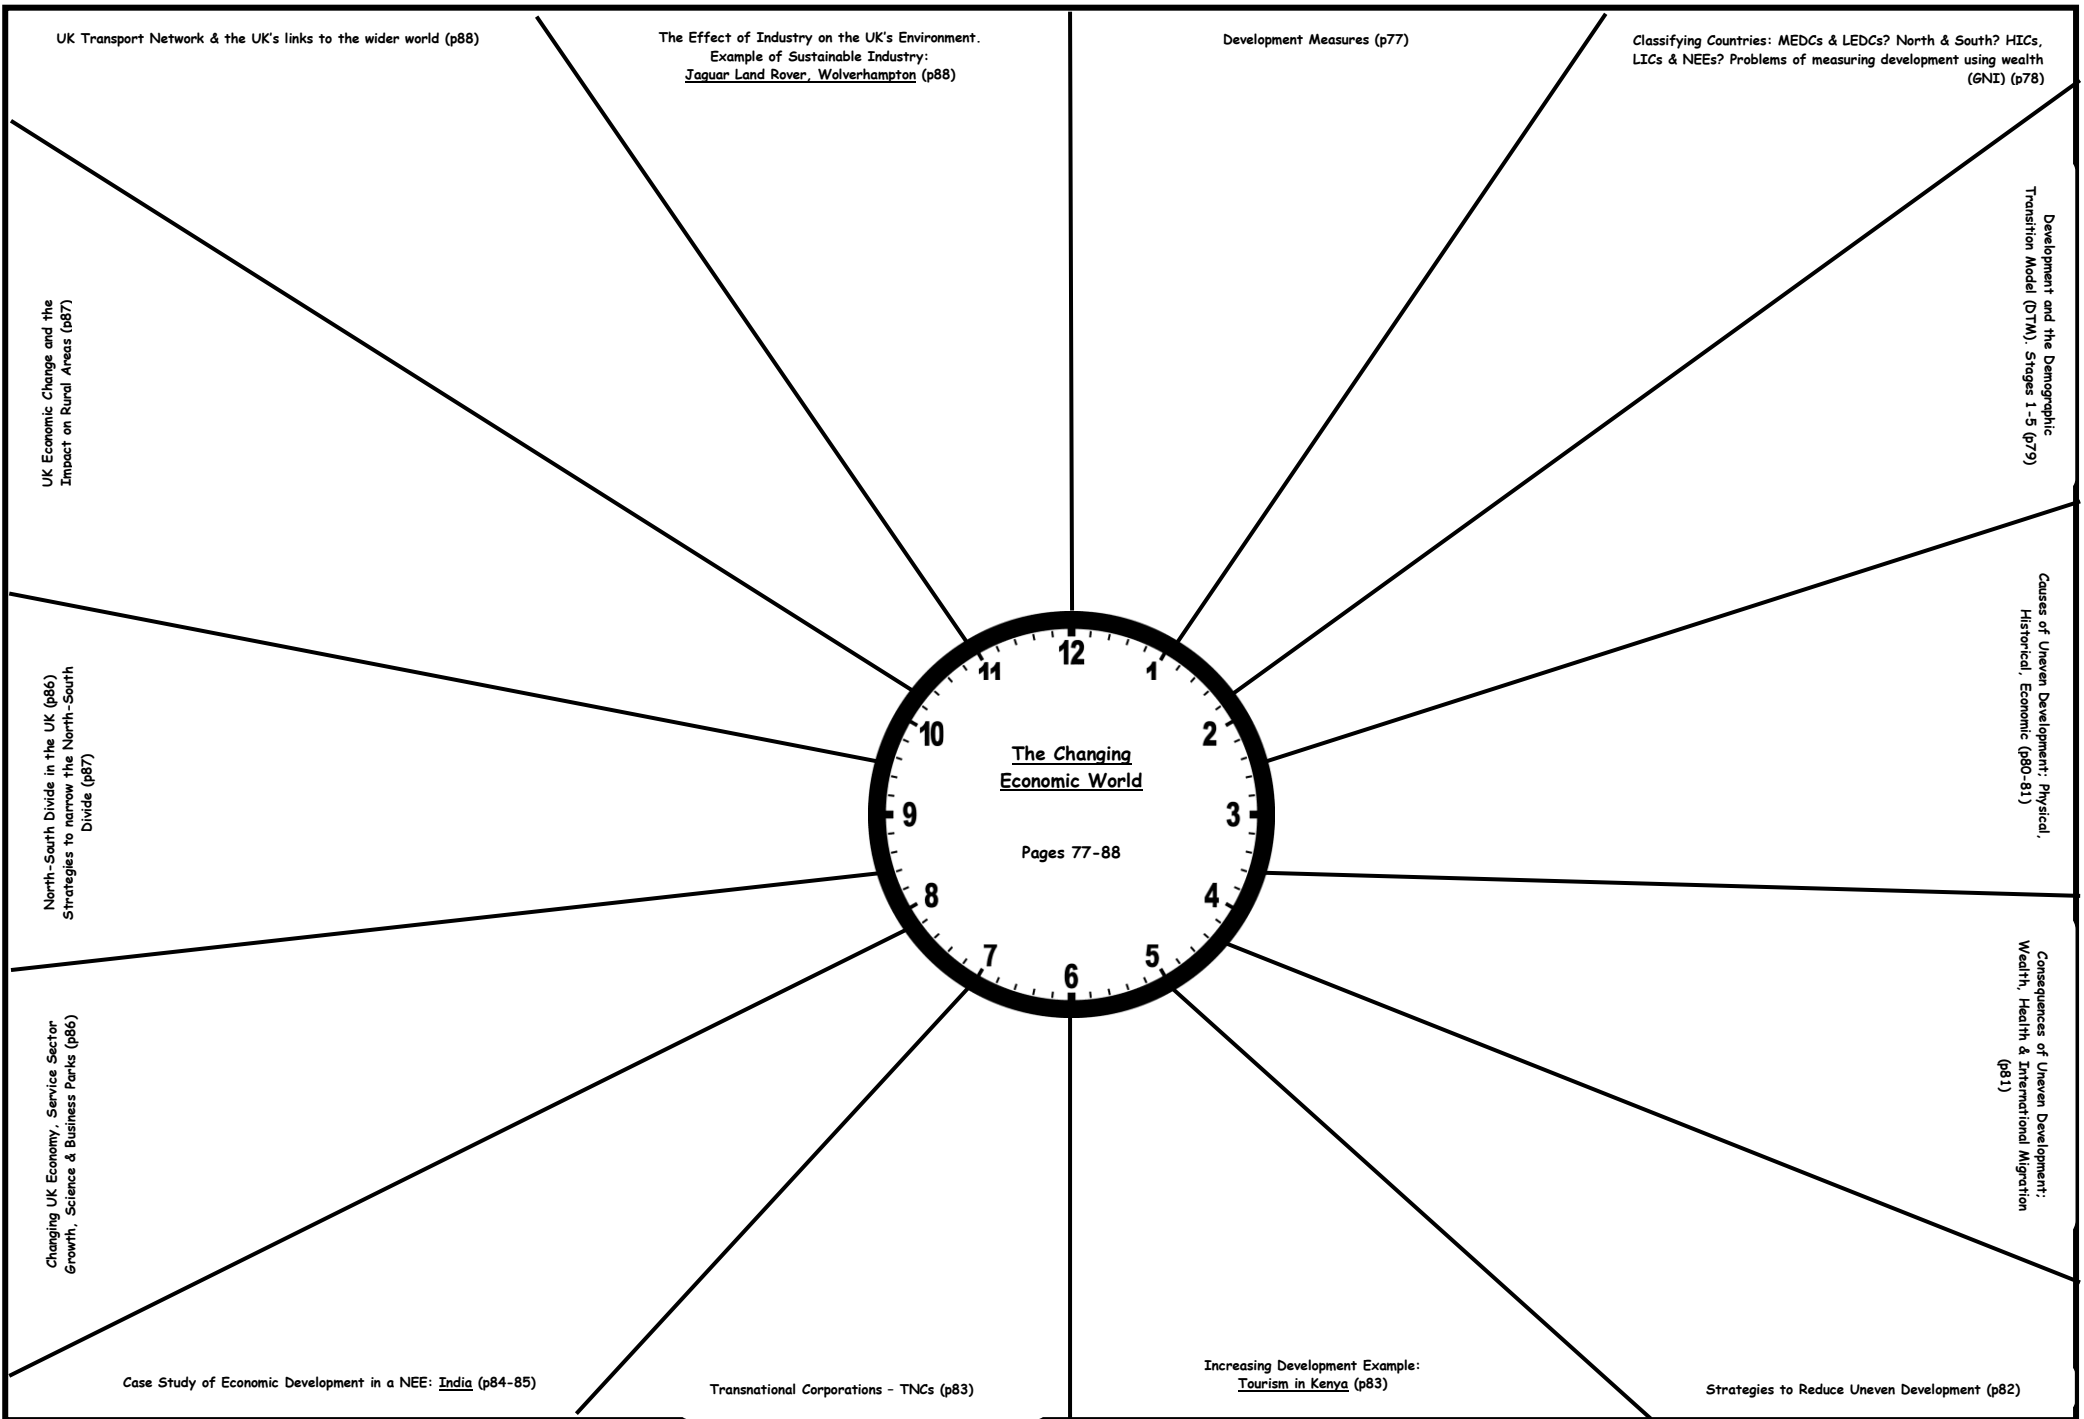 UK Transport Network & the UK's links to the wider world (p88)
The Effect of Industry on the UK's Environment.
Example of Sustainable Industry:
Jaguar Land Rover, Wolverhampton (p88)
Development Measures (p77)
Classifying Countries: MEDCs & LEDCs? North & South? HICs,
LICs & NEEs? Problems of measuring development using wealth
(GNI) (p78)
Development and the Demographic
Transition Model (DTM). Stages 1-5 (p79)
Causes of Uneven Development; Physical,
Historical, Economic (p80-81)
Consequences of Uneven Development;
Wealth, Health & International Migration
(p81)
Strategies to Reduce Uneven Development (p82)
Increasing Development Example:
Tourism in Kenya (p83)
Transnational Corporations - TNCs (p83)
Case Study of Economic Development in a NEE: India (p84-85)
Changing UK Economy, Service Sector
Growth, Science & Business Parks (p86)
North-South Divide in the UK (p86)
Strategies to narrow the North-South
Divide (p87)
UK Economic Change and the
Impact on Rural Areas (p87)
12
1
2
3
4
5
6
7
8
9
10
11
The Changing
Economic World
Pages 77-88